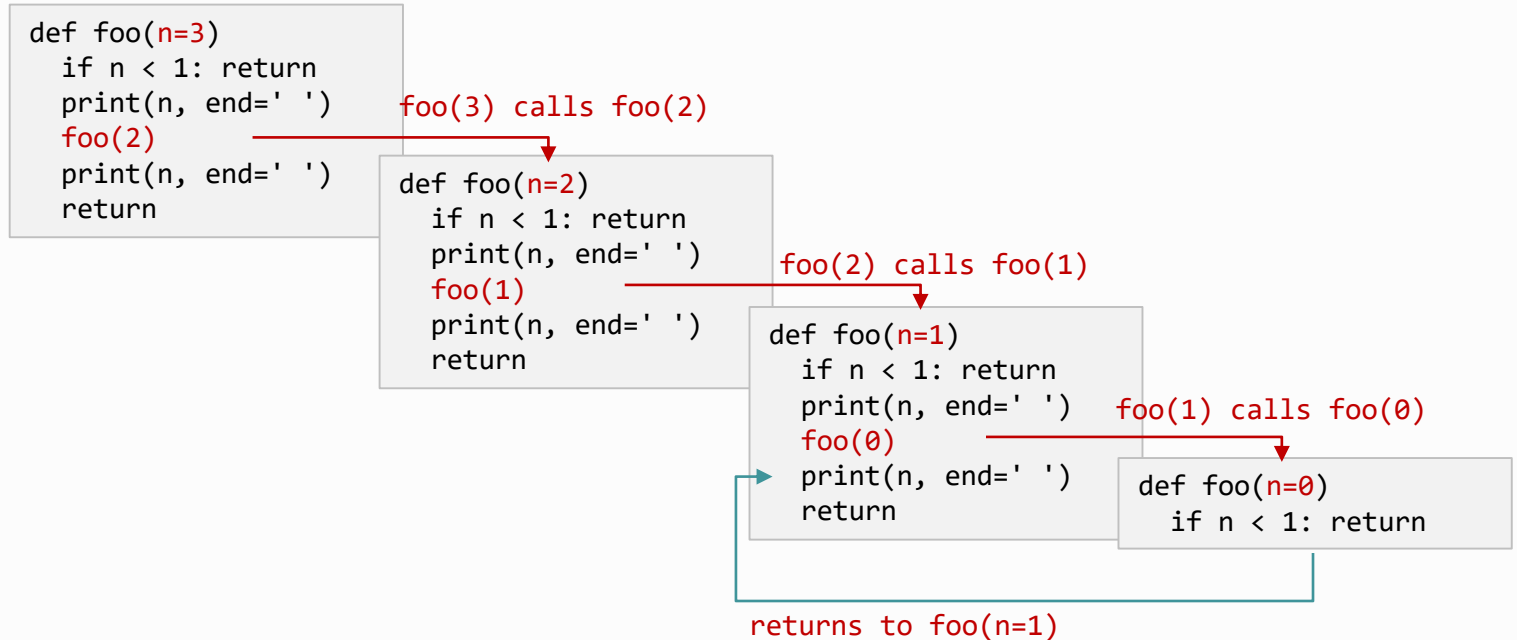 def foo(n=3)
if n < 1: return
print(n, end=' ')
foo(2)
print(n, end=' ')
return
foo(3) calls foo(2)
def foo(n=2)
if n < 1: return
print(n, end=' ')
foo(1)
print(n, end=' ')
return
foo(2) calls foo(1)
def foo(n=1)
if n < 1: return
print(n, end=' ')
foo(0)
print(n, end=' ')
return
foo(1) calls foo(0)
def foo(n=0)
if n < 1: return
returns to foo(n=1)